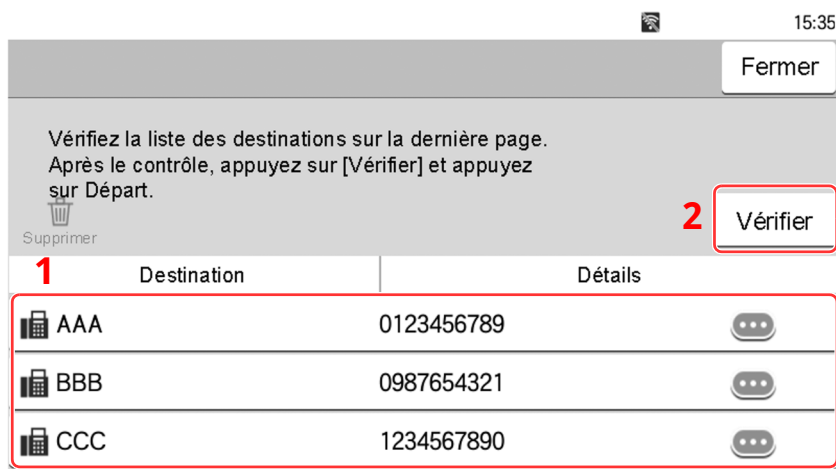 15:35
Fermer
Vérifiez la liste des destinations sur la dernière page.
Après le contrôle, appuyez sur [Vérifier] et appuyez
sur Départ.
Supprimer
2 Vérifier
1 Destination Détails
AAA 0123456789
BBB 0987654321
CCC 1234567890